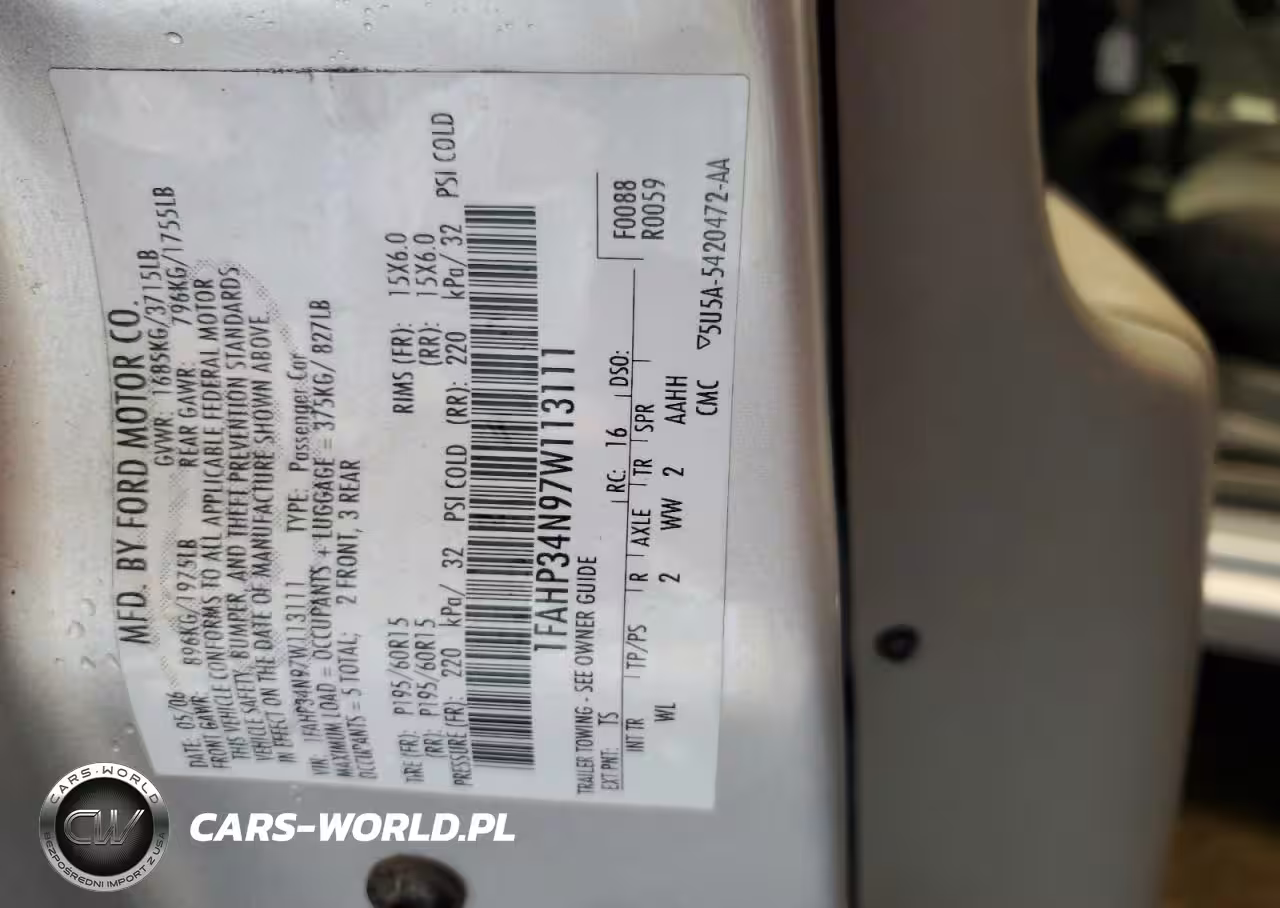 MFD. BY FORD MOTOR CO.
DATE: 05/06 GVWR: 1685KG/3715LB
FRONT GAWR: 896KG/1975LB REAR GAWR: 796KG/1755LB
THIS VEHICLE CONFORMS TO ALL APPLICABLE FEDERAL MOTOR
VEHICLE SAFETY, BUMPER, AND THEFT PREVENTION STANDARDS
IN EFFECT ON THE DATE OF MANUFACTURE SHOWN ABOVE.
VIN: 1FAHP34N97W113111 TYPE: Passenger Car
MAXIMUM LOAD = OCCUPANTS + LUGGAGE = 375KG/ 827LB
OCCUPANTS = 5 TOTAL; 2 FRONT, 3 REAR
TIRE (FR): P195/60R15 RIMS (FR): 15X6.0
(RR): P195/60R15 (RR): 15X6.0
PRESSURE (FR): 220 kPa/ 32 PSI COLD (RR): 220 kPa/ 32 PSI COLD
1FAHP34N97W113111
TRAILER TOWING - SEE OWNER GUIDE
F0088
R0059
EXT PNT: TS RC: 16 DSO:
INT TR TP/PS R AXLE TR SPR
WL 2 WW 2 AAHH
CMC ▽5U5A-5420472-AA
CARS-WORLD
CW
BEZPOŚREDNI IMPORT Z USA
CARS-WORLD.PL